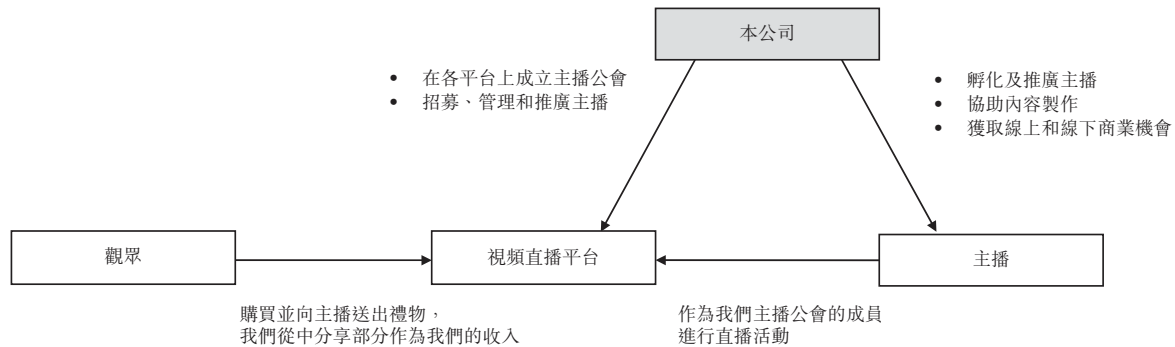 本公司
• 在各平台上成立主播公會
• 招募、管理和推廣主播
• 孵化及推廣主播
• 協助內容製作
• 獲取線上和線下商業機會
觀眾
視頻直播平台
主播
購買並向主播送出禮物，
我們從中分享部分作為我們的收入
作為我們主播公會的成員
進行直播活動